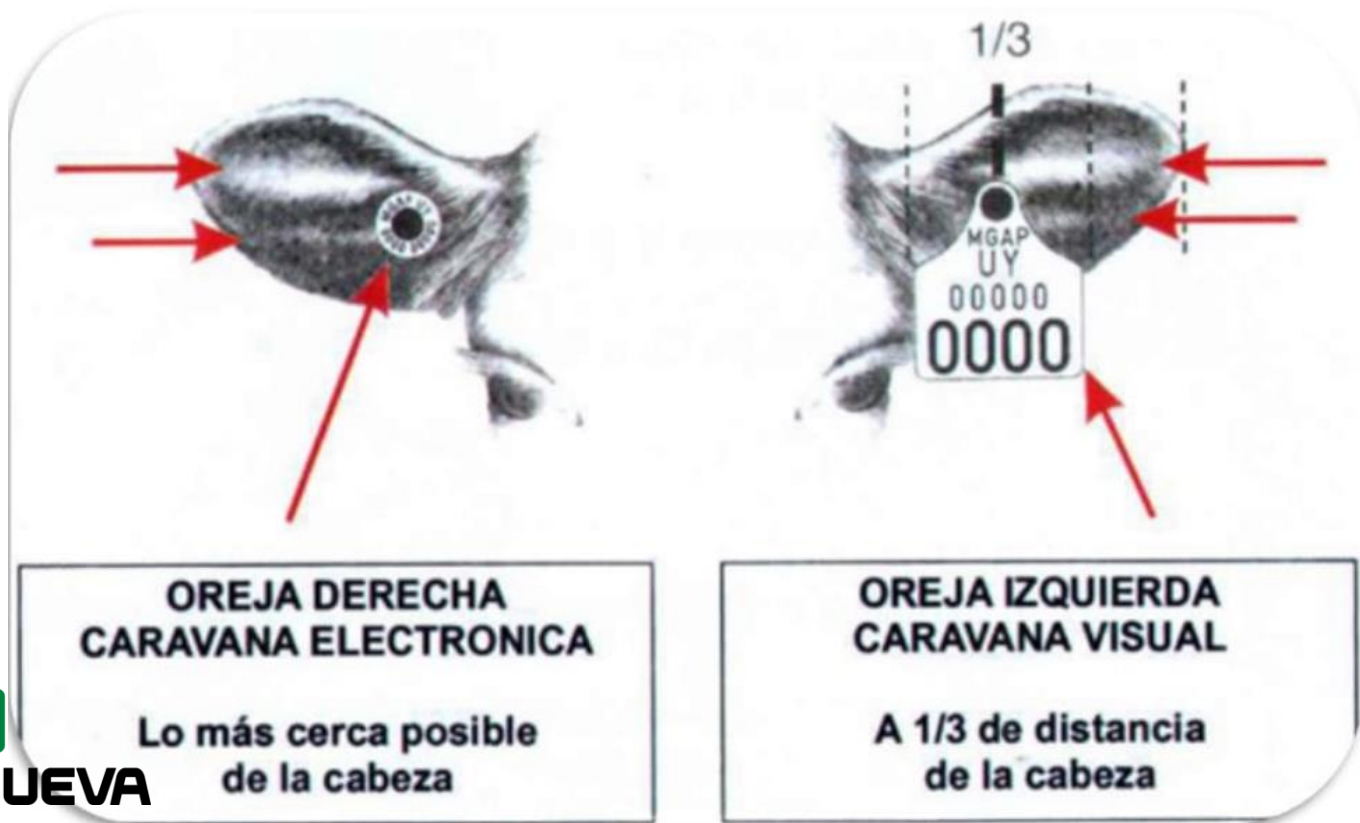 1/3
MGAP
UY
00000
0000
OREJA DERECHA
CARAVANA ELECTRONICA
Lo más cerca posible
de la cabeza
OREJA IZQUIERDA
CARAVANA VISUAL
A 1/3 de distancia
de la cabeza
UEVA